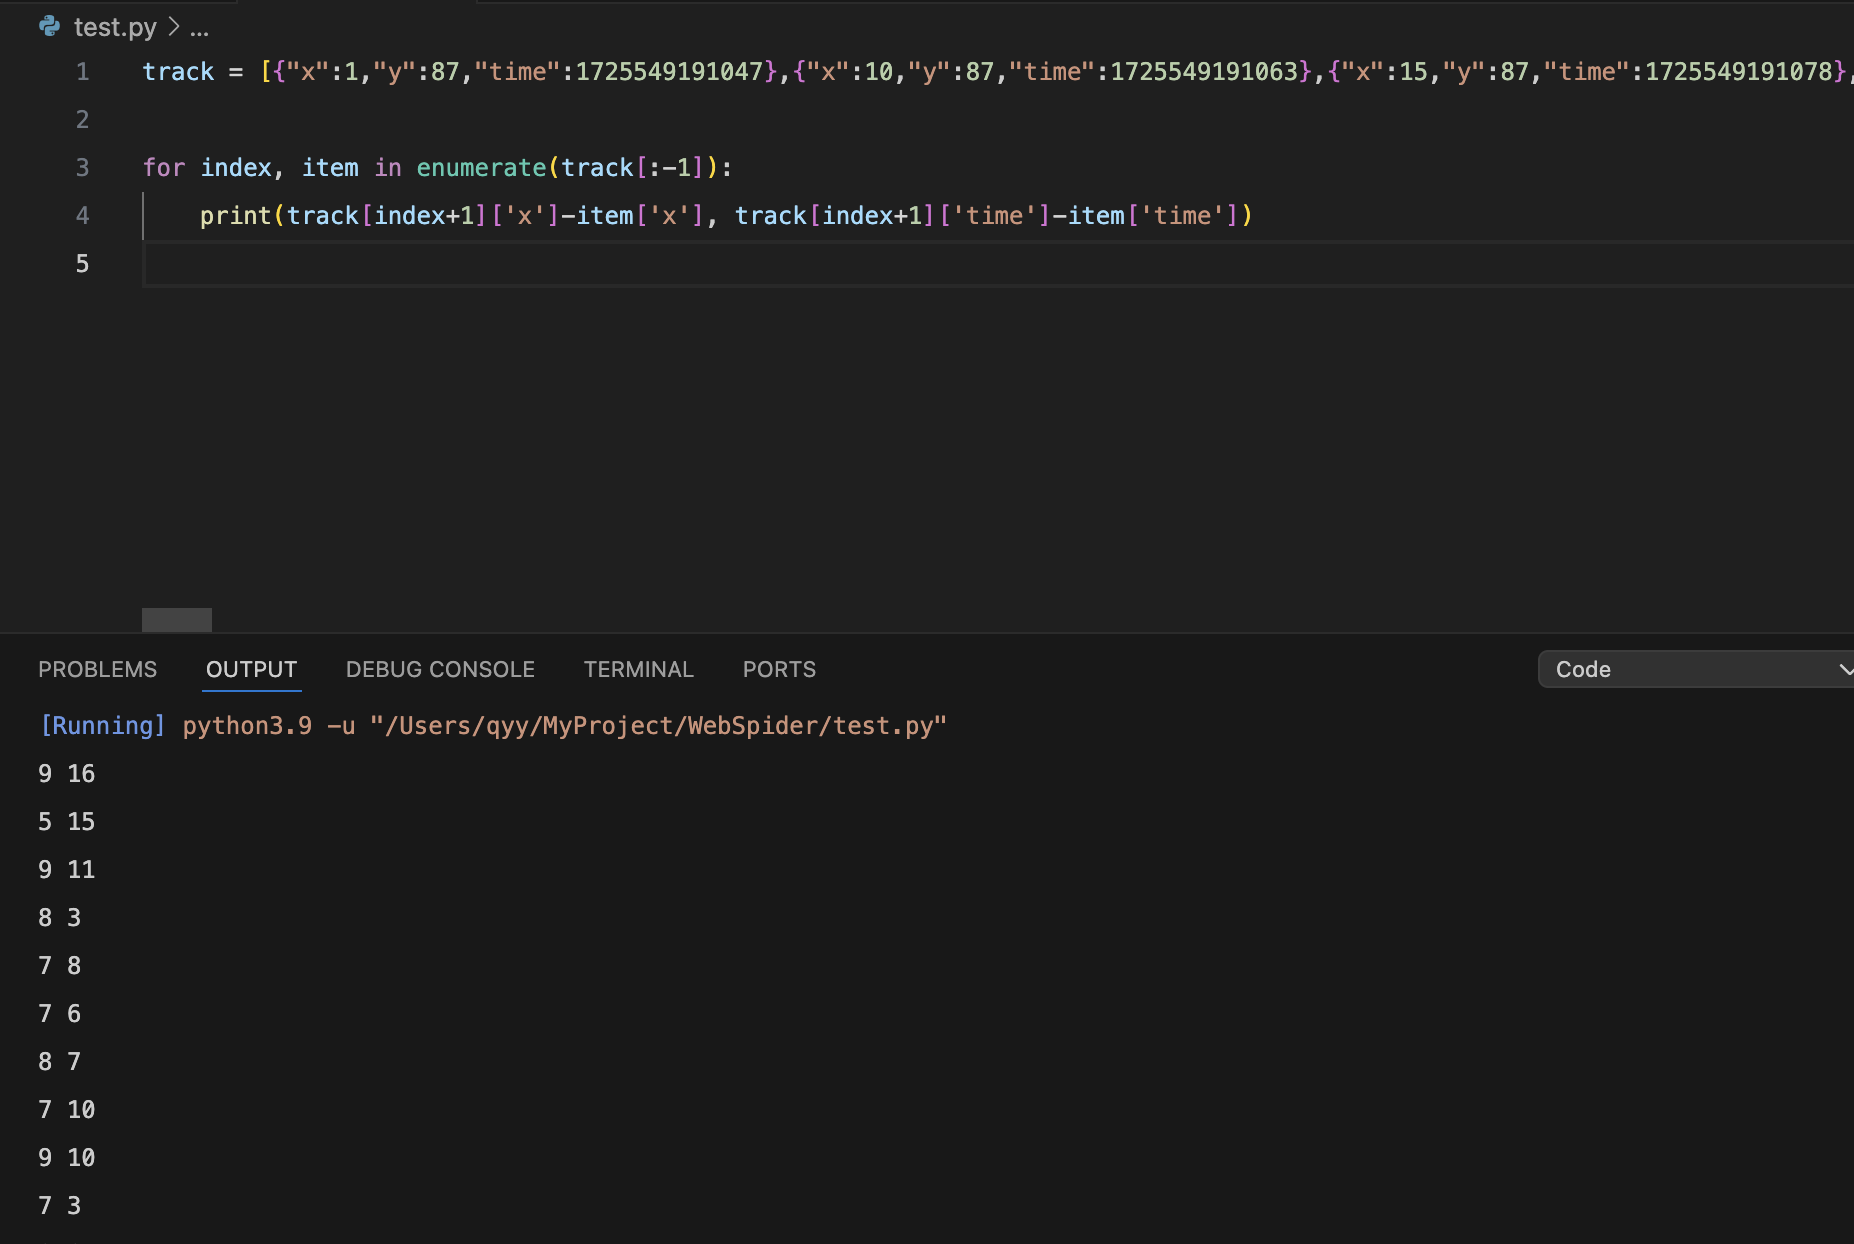 test.py > ...
1 track = [{"x":1,"y":87,"time":1725549191047},{"x":10,"y":87,"time":1725549191063},{"x":15,"y":87,"time":1725549191078},
2
3 for index, item in enumerate(track[:-1]):
4     print(track[index+1]['x']-item['x'], track[index+1]['time']-item['time'])
5
PROBLEMS OUTPUT DEBUG CONSOLE TERMINAL PORTS Code
[Running] python3.9 -u "/Users/qyy/MyProject/WebSpider/test.py"
9 16
5 15
9 11
8 3
7 8
7 6
8 7
7 10
9 10
7 3